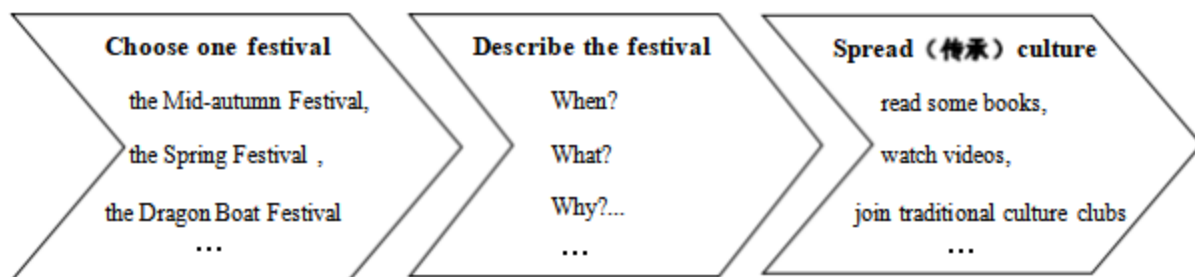 Choose one festival
the Mid-autumn Festival,
the Spring Festival ,
the Dragon Boat Festival
...
Describe the festival
When?
What?
Why?...
...
Spread（传承）culture
read some books,
watch videos,
join traditional culture clubs
...